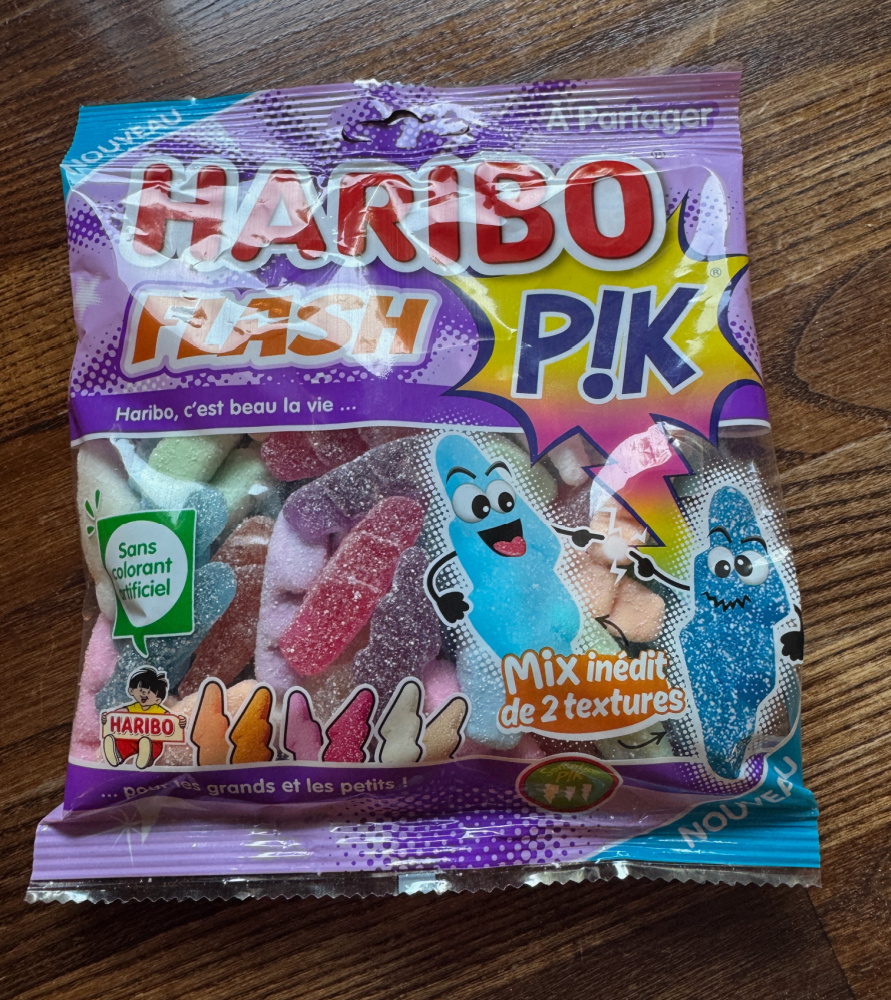 NOUVEAU
À Partager
HARIBO
FLASH
P!K
Haribo, c'est beau la vie ...
Sans
colorant
artificiel
Mix inédit
de 2 textures
HARIBO
... pour les grands et les petits !
P!K
NOUVEAU